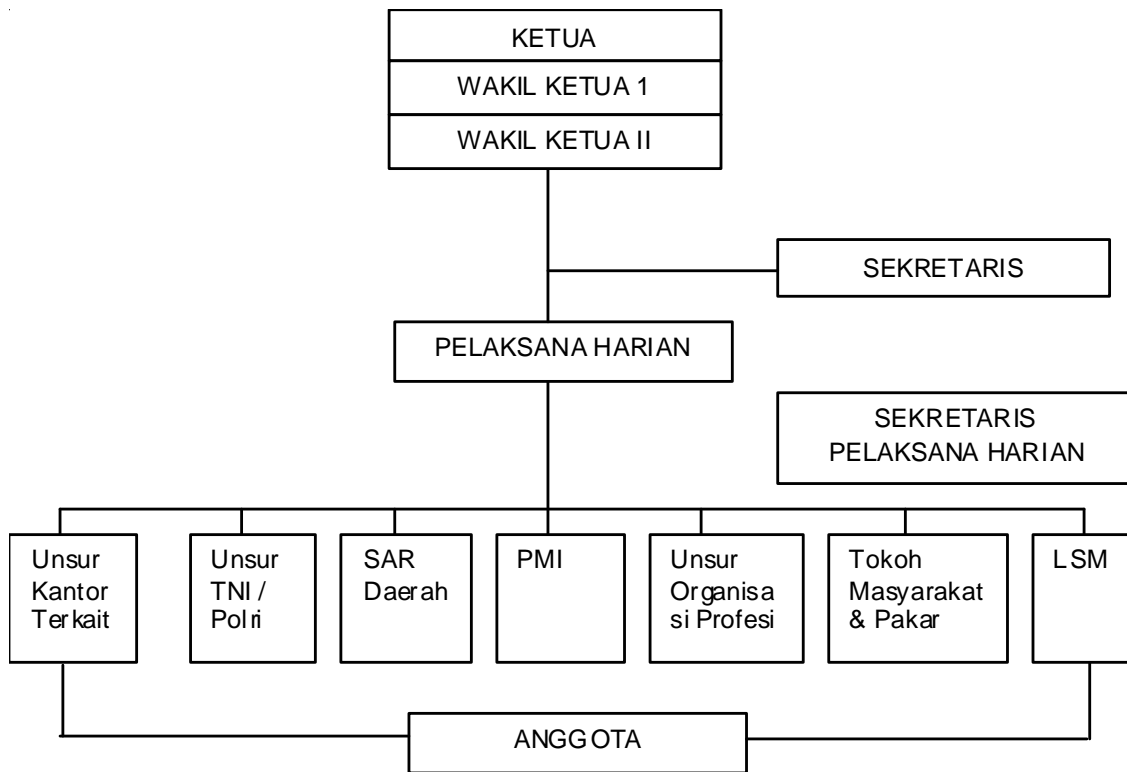 KETUA
WAKIL KETUA 1
WAKIL KETUA II
SEKRETARIS
PELAKSANA HARIAN
SEKRETARIS
PELAKSANA HARIAN
Unsur
Kantor
Terkait
Unsur
TNI /
Polri
SAR
Daerah
PMI
Unsur
Organisa
si Profesi
Tokoh
Masyarakat
& Pakar
LSM
ANGGOTA